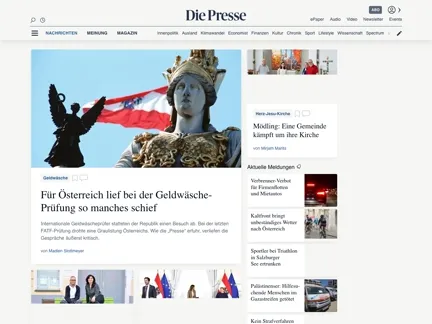 ABO
Die Presse
ePaper Audio Video Newsletter Events
NACHRICHTEN MEINUNG MAGAZIN
Innenpolitik Ausland Klimawandel Economist Finanzen Kultur Chronik Sport Lifestyle Wissenschaft Spectrum
Geldwäsche
Für Österreich lief bei der Geldwäsche-
Prüfung so manches schief
Internationale Geldwäscheprüfer statteten der Republik einen Besuch ab. Bei der letzten
FATF-Prüfung drohte eine Graulistung Österreichs. Wie die „Presse“ erfuhr, verliefen die
Gespräche äußerst kritisch.
von Madlen Stottmeyer
Herz-Jesu-Kirche
Mödling: Eine Gemeinde
kämpft um ihre Kirche
von Mirjam Marits
Aktuelle Meldungen
Verbrenner-Verbot
für Firmenflotten
und Mietautos
Kaltfront bringt
unbeständiges Wetter
nach Österreich
Sportler bei Triathlon
in Salzburger
See ertrunken
Palästinenser: Hilfesu-
chende Menschen im
Gazastreifen getötet
Kein Strafverfahren